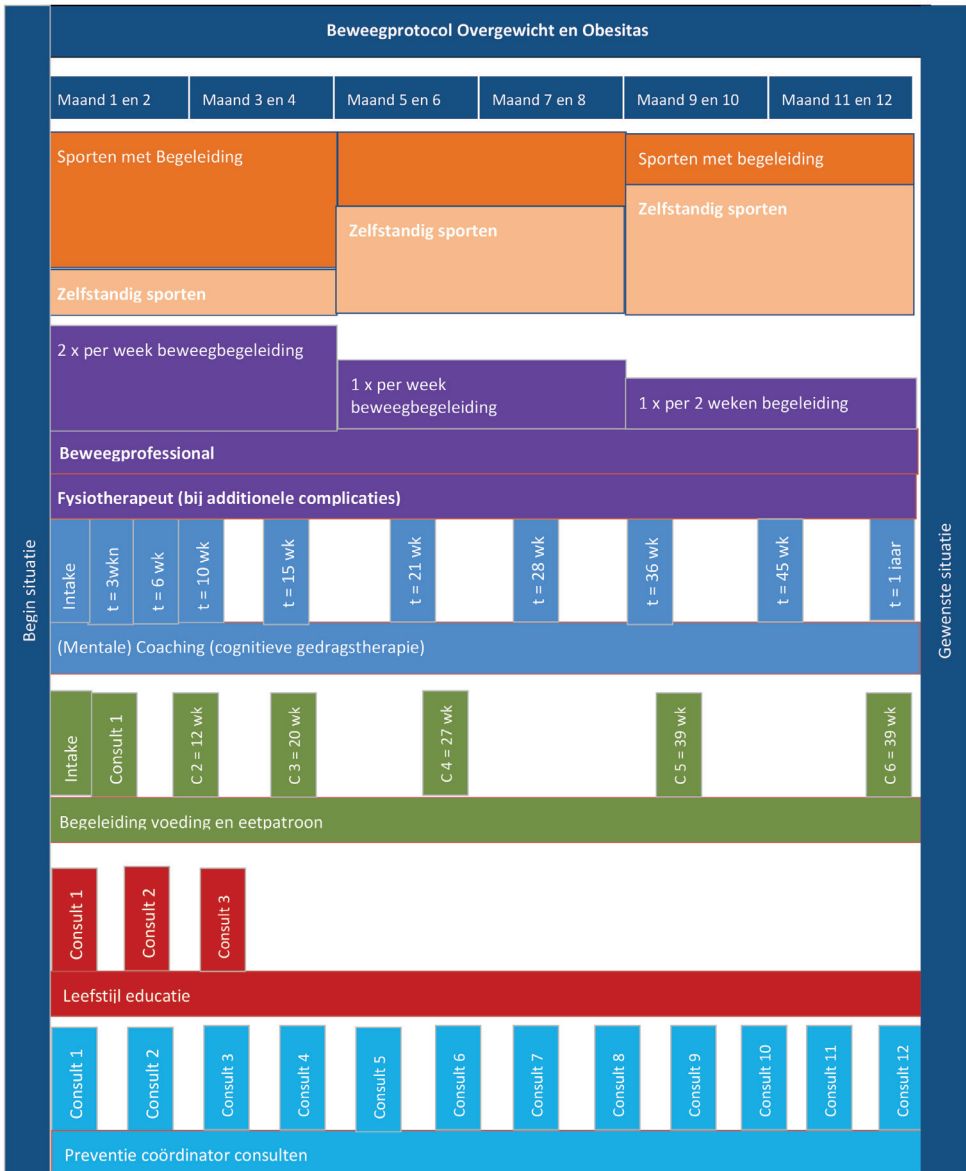 Beweegprotocol Overgewicht en Obesitas
Begin situatie
Gewenste situatie
Maand 1 en 2
Maand 3 en 4
Maand 5 en 6
Maand 7 en 8
Maand 9 en 10
Maand 11 en 12
Sporten met Begeleiding
Sporten met begeleiding
Zelfstandig sporten
Zelfstandig sporten
Zelfstandig sporten
2 x per week beweegbegeleiding
1 x per week
beweegbegeleiding
1 x per 2 weken begeleiding
Beweegprofessional
Fysiotherapeut (bij additionele complicaties)
Intake
t = 3wkn
t = 6 wk
t = 10 wk
t = 15 wk
t = 21 wk
t = 28 wk
t = 36 wk
t = 45 wk
t = 1 iaar
(Mentale) Coaching (cognitieve gedragstherapie)
Intake
Consult 1
C 2 = 12 wk
C 3 = 20 wk
C 4 = 27 wk
C 5 = 39 wk
C 6 = 39 wk
Begeleiding voeding en eetpatroon
Consult 1
Consult 2
Consult 3
Leefstijl educatie
Consult 1
Consult 2
Consult 3
Consult 4
Consult 5
Consult 6
Consult 7
Consult 8
Consult 9
Consult 10
Consult 11
Consult 12
Preventie coördinator consulten